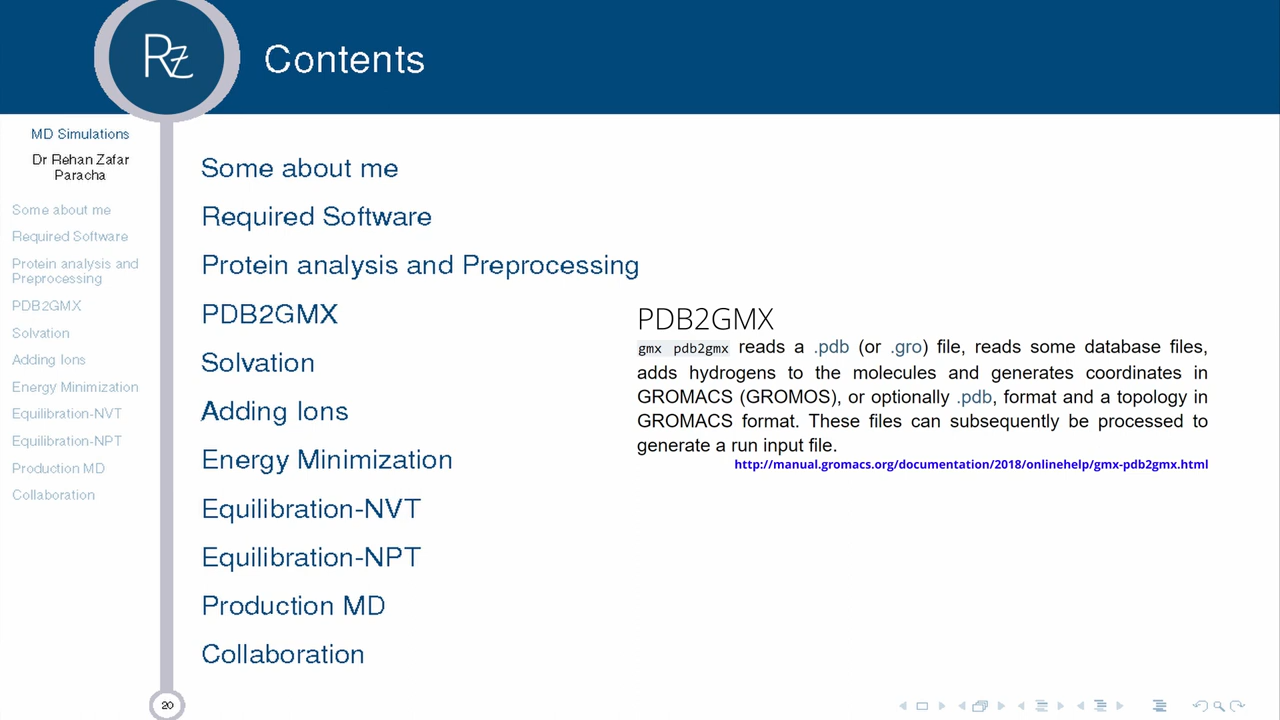 Rz
Contents
MD Simulations
Dr Rehan Zafar
Paracha
Some about me
Required Software
Protein analysis and
Preprocessing
PDB2GMX
Solvation
Adding Ions
Energy Minimization
Equilibration-NVT
Equilibration-NPT
Production MD
Collaboration
20
Some about me
Required Software
Protein analysis and Preprocessing
PDB2GMX
Solvation
Adding Ions
Energy Minimization
Equilibration-NVT
Equilibration-NPT
Production MD
Collaboration
PDB2GMX
gmx pdb2gmx reads a .pdb (or .gro) file, reads some database files,
adds hydrogens to the molecules and generates coordinates in
GROMACS (GROMOS), or optionally .pdb, format and a topology in
GROMACS format. These files can subsequently be processed to
generate a run input file.
http://manual.gromacs.org/documentation/2018/onlinehelp/gmx-pdb2gmx.html